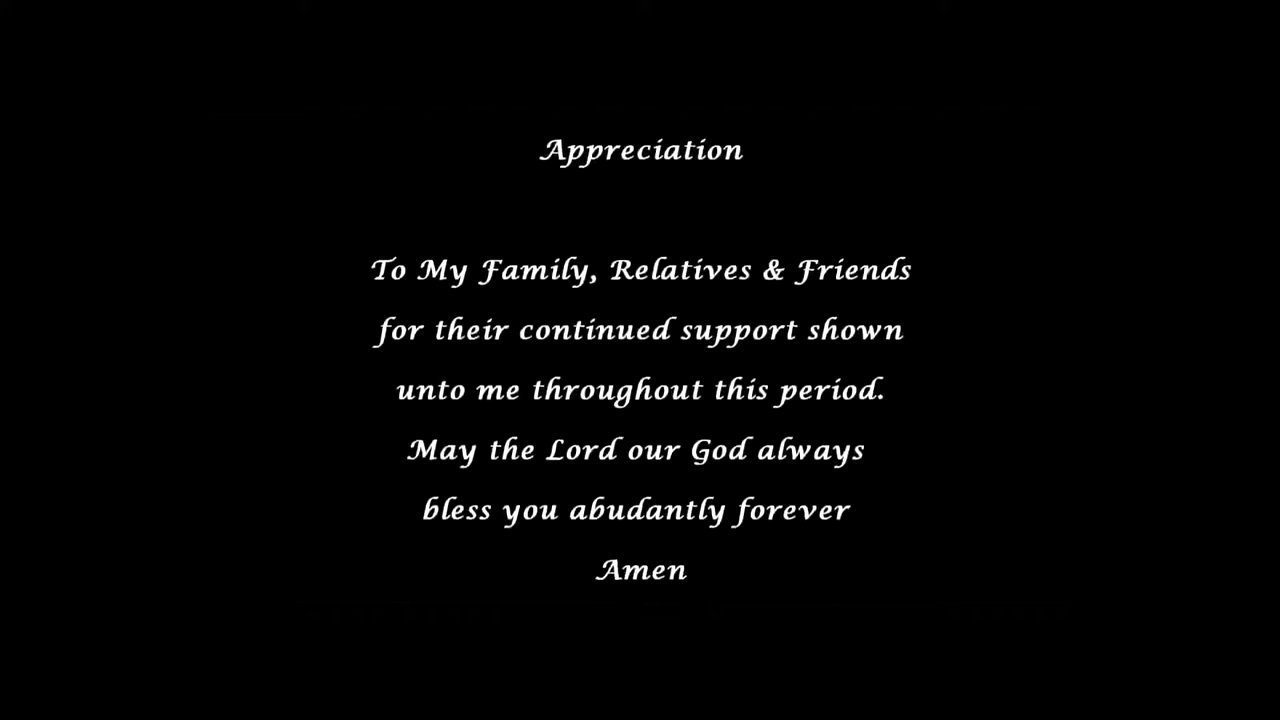 Appreciation
To My Family, Relatives & Friends
for their continued support shown
unto me throughout this period.
May the Lord our God always
bless you abudantly forever
Amen